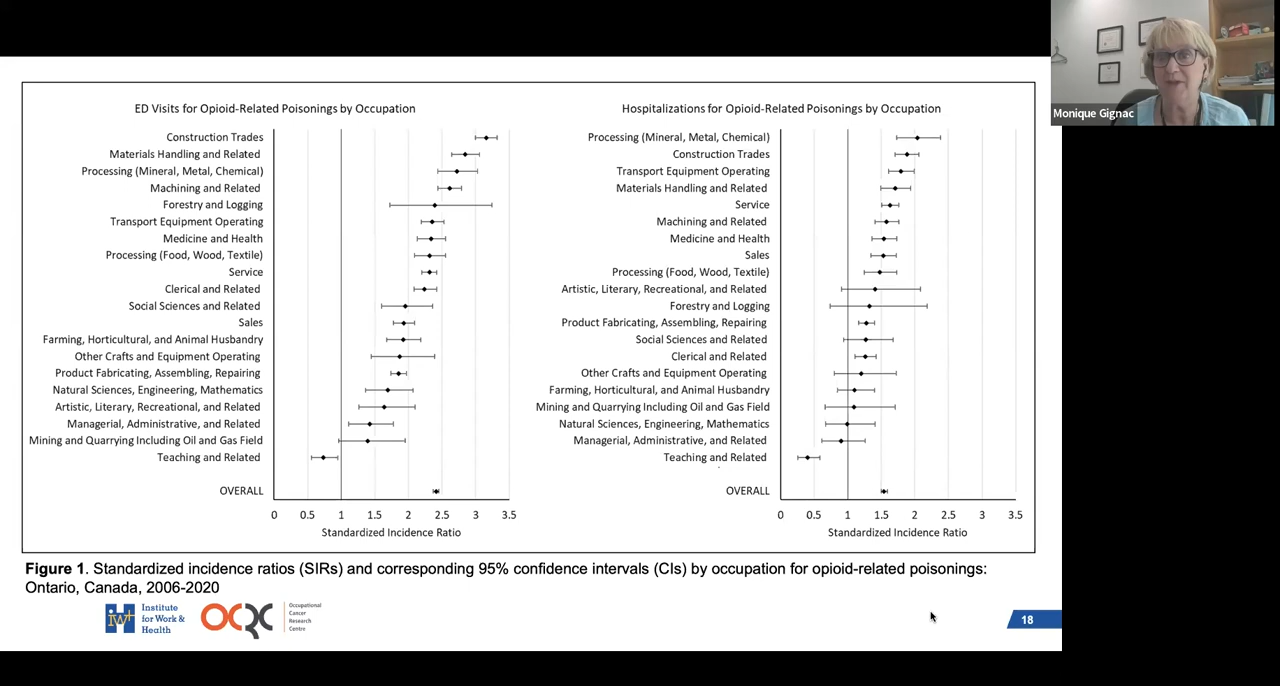 Monique Gignac
ED Visits for Opioid-Related Poisonings by Occupation
Construction Trades
Materials Handling and Related
Processing (Mineral, Metal, Chemical)
Machining and Related
Forestry and Logging
Transport Equipment Operating
Medicine and Health
Processing (Food, Wood, Textile)
Service
Clerical and Related
Social Sciences and Related
Sales
Farming, Horticultural, and Animal Husbandry
Other Crafts and Equipment Operating
Product Fabricating, Assembling, Repairing
Natural Sciences, Engineering, Mathematics
Artistic, Literary, Recreational, and Related
Managerial, Administrative, and Related
Mining and Quarrying Including Oil and Gas Field
Teaching and Related
OVERALL
0 0.5 1 1.5 2 2.5 3 3.5
Standardized Incidence Ratio
Hospitalizations for Opioid-Related Poisonings by Occupation
Processing (Mineral, Metal, Chemical)
Construction Trades
Transport Equipment Operating
Materials Handling and Related
Service
Machining and Related
Medicine and Health
Sales
Processing (Food, Wood, Textile)
Artistic, Literary, Recreational, and Related
Forestry and Logging
Product Fabricating, Assembling, Repairing
Social Sciences and Related
Clerical and Related
Other Crafts and Equipment Operating
Farming, Horticultural, and Animal Husbandry
Mining and Quarrying Including Oil and Gas Field
Natural Sciences, Engineering, Mathematics
Managerial, Administrative, and Related
Teaching and Related
OVERALL
0 0.5 1 1.5 2 2.5 3 3.5
Standardized Incidence Ratio
Figure 1. Standardized incidence ratios (SIRs) and corresponding 95% confidence intervals (CIs) by occupation for opioid-related poisonings:
Ontario, Canada, 2006-2020
iwh
Institute
for Work &
Health
OCRC
Occupational
Cancer
Research
Centre
18